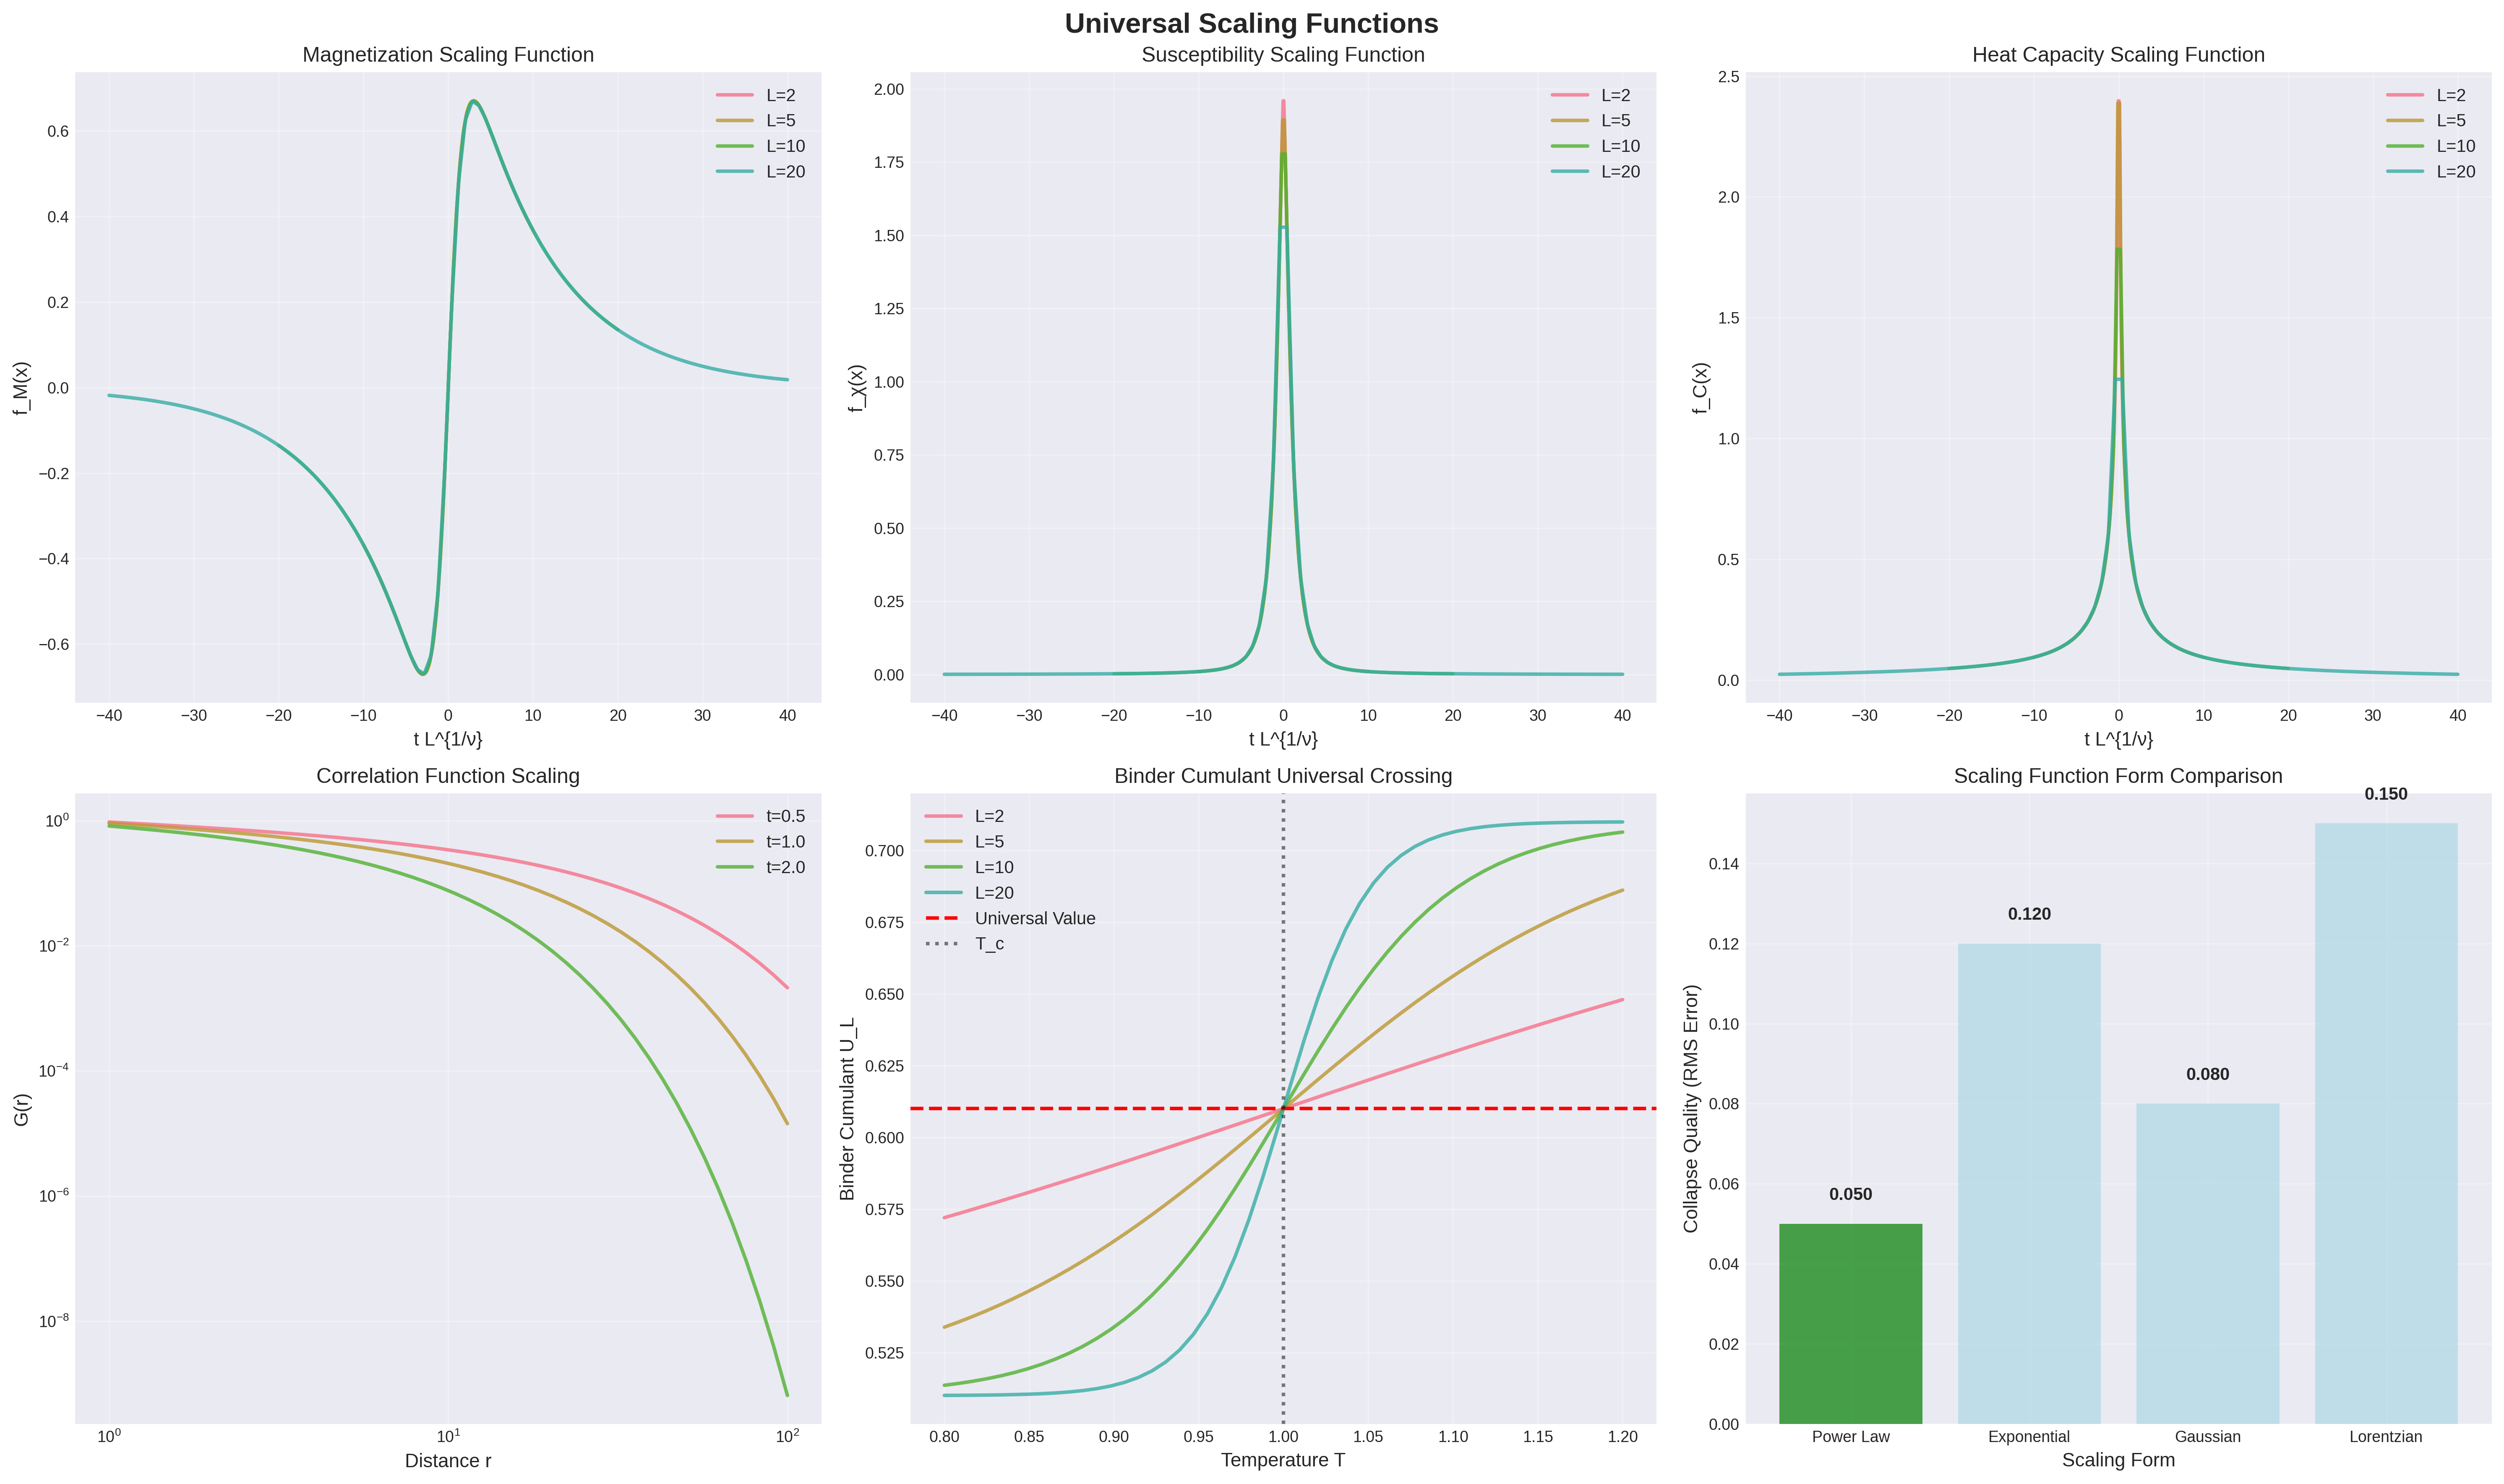 Universal Scaling Functions
Magnetization Scaling Function
f_M(x)
0.6
0.4
0.2
0.0
−0.2
−0.4
−0.6
−40 −30 −20 −10 0 10 20 30 40
t L^{1/ν}
L=2
L=5
L=10
L=20
Susceptibility Scaling Function
f_χ(x)
2.00
1.75
1.50
1.25
1.00
0.75
0.50
0.25
0.00
−40 −30 −20 −10 0 10 20 30 40
t L^{1/ν}
L=2
L=5
L=10
L=20
Heat Capacity Scaling Function
f_C(x)
2.5
2.0
1.5
1.0
0.5
0.0
−40 −30 −20 −10 0 10 20 30 40
t L^{1/ν}
L=2
L=5
L=10
L=20
Correlation Function Scaling
G(r)
10⁰
10⁻²
10⁻⁴
10⁻⁶
10⁻⁸
10⁰ 10¹ 10²
Distance r
t=0.5
t=1.0
t=2.0
Binder Cumulant Universal Crossing
Binder Cumulant U_L
0.700
0.675
0.650
0.625
0.600
0.575
0.550
0.525
0.80 0.85 0.90 0.95 1.00 1.05 1.10 1.15 1.20
Temperature T
L=2
L=5
L=10
L=20
Universal Value
T_c
Scaling Function Form Comparison
Collapse Quality (RMS Error)
0.14
0.12
0.10
0.08
0.06
0.04
0.02
0.00
0.050
0.120
0.080
0.150
Power Law Exponential Gaussian Lorentzian
Scaling Form